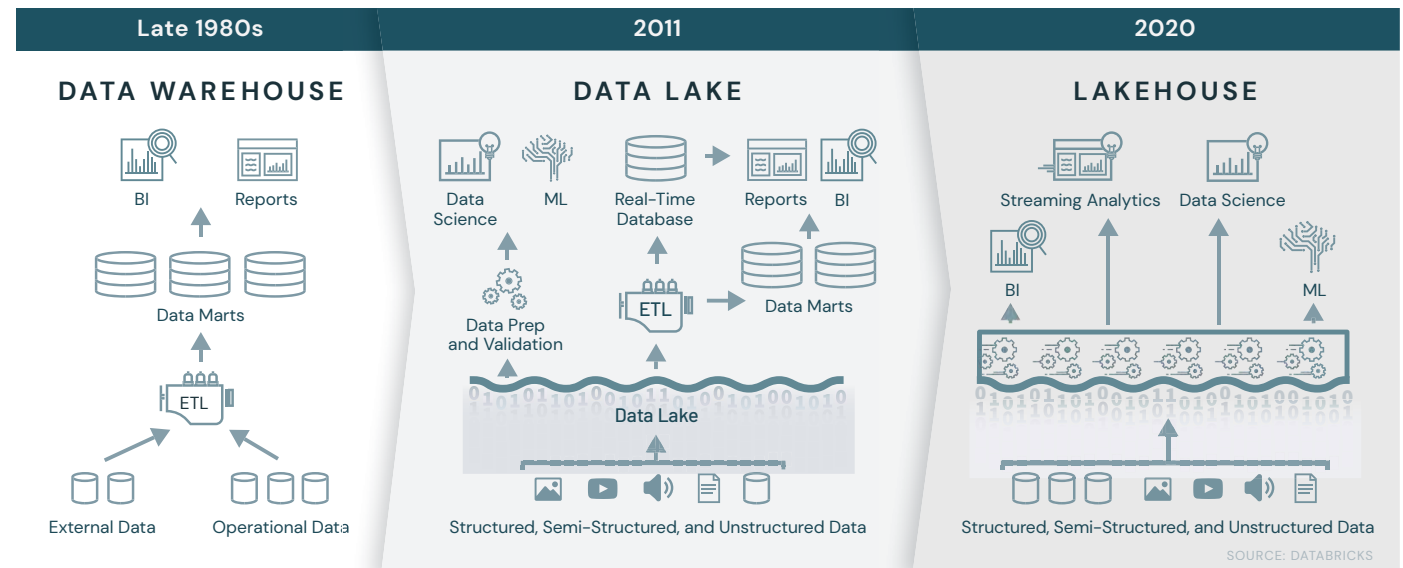 Late 1980s
2011
2020
DATA WAREHOUSE
BI
Reports
Data Marts
ETL
External Data
Operational Data
DATA LAKE
Data
Science
ML
Real-Time
Database
Reports
BI
Data Prep
and Validation
ETL
Data Marts
Data Lake
Structured, Semi-Structured, and Unstructured Data
LAKEHOUSE
Streaming Analytics
Data Science
BI
ML
Structured, Semi-Structured, and Unstructured Data
SOURCE: DATABRICKS